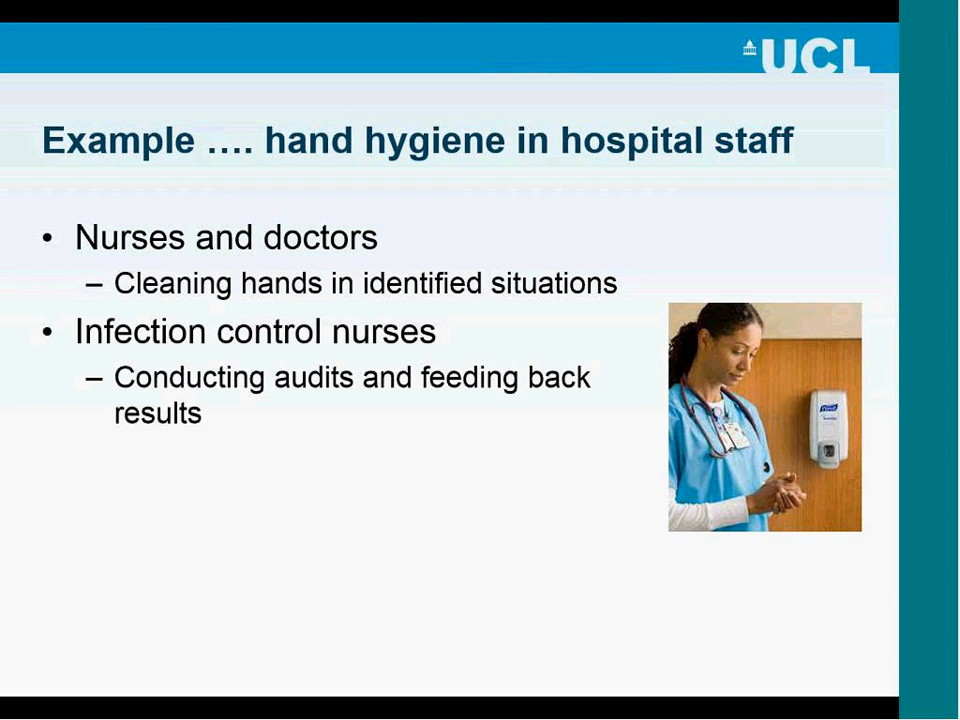 UCL
Example .... hand hygiene in hospital staff
• Nurses and doctors
– Cleaning hands in identified situations
• Infection control nurses
– Conducting audits and feeding back
results